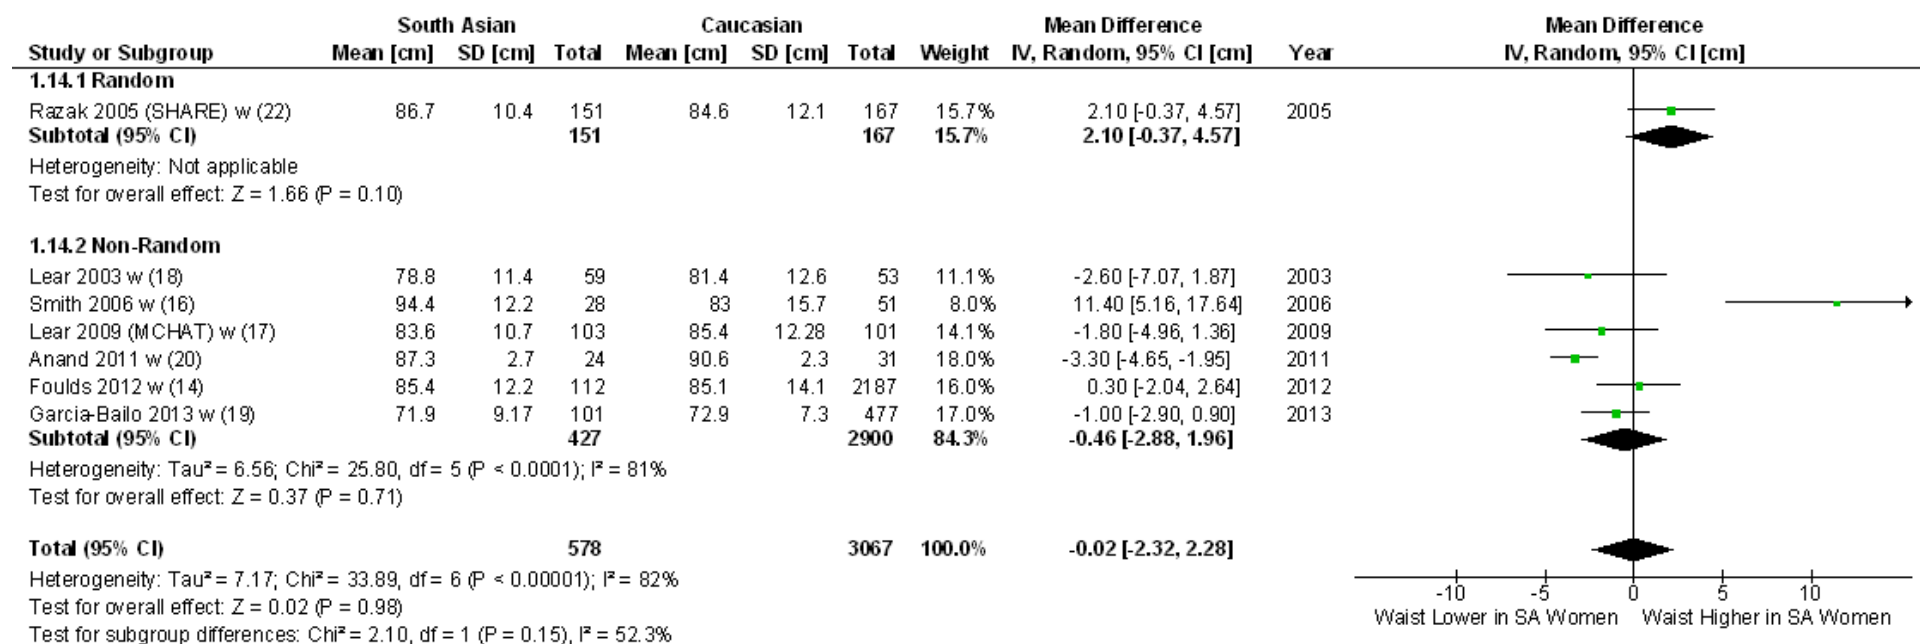 South Asian Caucasian Mean Difference Mean Difference
Study or Subgroup Mean [cm] SD [cm] Total Mean [cm] SD [cm] Total Weight IV, Random, 95% CI [cm] Year IV, Random, 95% CI [cm]
1.14.1 Random
Razak 2005 (SHARE) w (22) 86.7 10.4 151 84.6 12.1 167 15.7% 2.10 [-0.37, 4.57] 2005
Subtotal (95% CI) 151 167 15.7% 2.10 [-0.37, 4.57]
Heterogeneity: Not applicable
Test for overall effect: Z = 1.66 (P = 0.10)
1.14.2 Non-Random
Lear 2003 w (18) 78.8 11.4 59 81.4 12.6 53 11.1% -2.60 [-7.07, 1.87] 2003
Smith 2006 w (16) 94.4 12.2 28 83 15.7 51 8.0% 11.40 [5.16, 17.64] 2006
Lear 2009 (MCHAT) w (17) 83.6 10.7 103 85.4 12.28 101 14.1% -1.80 [-4.96, 1.36] 2009
Anand 2011 w (20) 87.3 2.7 24 90.6 2.3 31 18.0% -3.30 [-4.65, -1.95] 2011
Foulds 2012 w (14) 85.4 12.2 112 85.1 14.1 2187 16.0% 0.30 [-2.04, 2.64] 2012
Garcia-Bailo 2013 w (19) 71.9 9.17 101 72.9 7.3 477 17.0% -1.00 [-2.90, 0.90] 2013
Subtotal (95% CI) 427 2900 84.3% -0.46 [-2.88, 1.96]
Heterogeneity: Tau² = 6.56; Chi² = 25.80, df = 5 (P < 0.0001); I² = 81%
Test for overall effect: Z = 0.37 (P = 0.71)
Total (95% CI) 578 3067 100.0% -0.02 [-2.32, 2.28]
Heterogeneity: Tau² = 7.17; Chi² = 33.89, df = 6 (P < 0.00001); I² = 82%
Test for overall effect: Z = 0.02 (P = 0.98)
Test for subgroup differences: Chi² = 2.10, df = 1 (P = 0.15), I² = 52.3%
-10 -5 0 5 10
Waist Lower in SA Women Waist Higher in SA Women